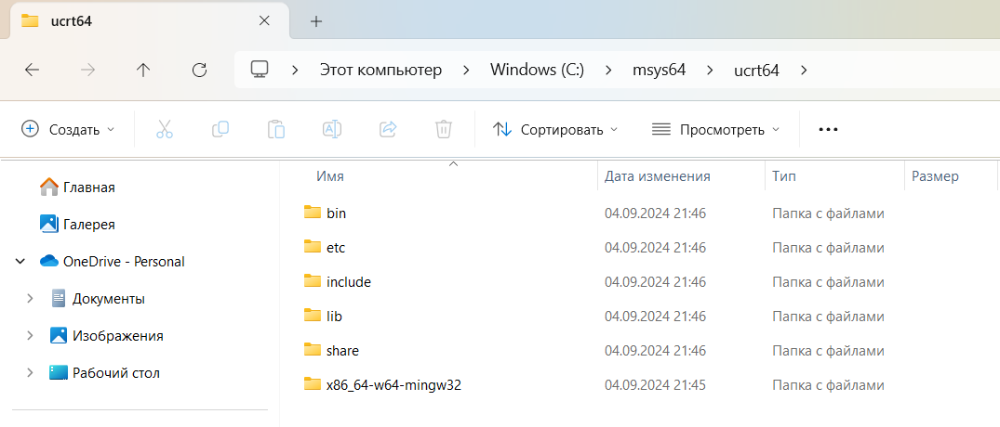 ucrt64
Этот компьютер Windows (C:) msys64 ucrt64
Создать Сортировать Просмотреть
Имя Дата изменения Тип Размер
Главная
Галерея
OneDrive - Personal
Документы
Изображения
Рабочий стол
bin 04.09.2024 21:46 Папка с файлами
etc 04.09.2024 21:46 Папка с файлами
include 04.09.2024 21:46 Папка с файлами
lib 04.09.2024 21:46 Папка с файлами
share 04.09.2024 21:46 Папка с файлами
x86_64-w64-mingw32 04.09.2024 21:45 Папка с файлами